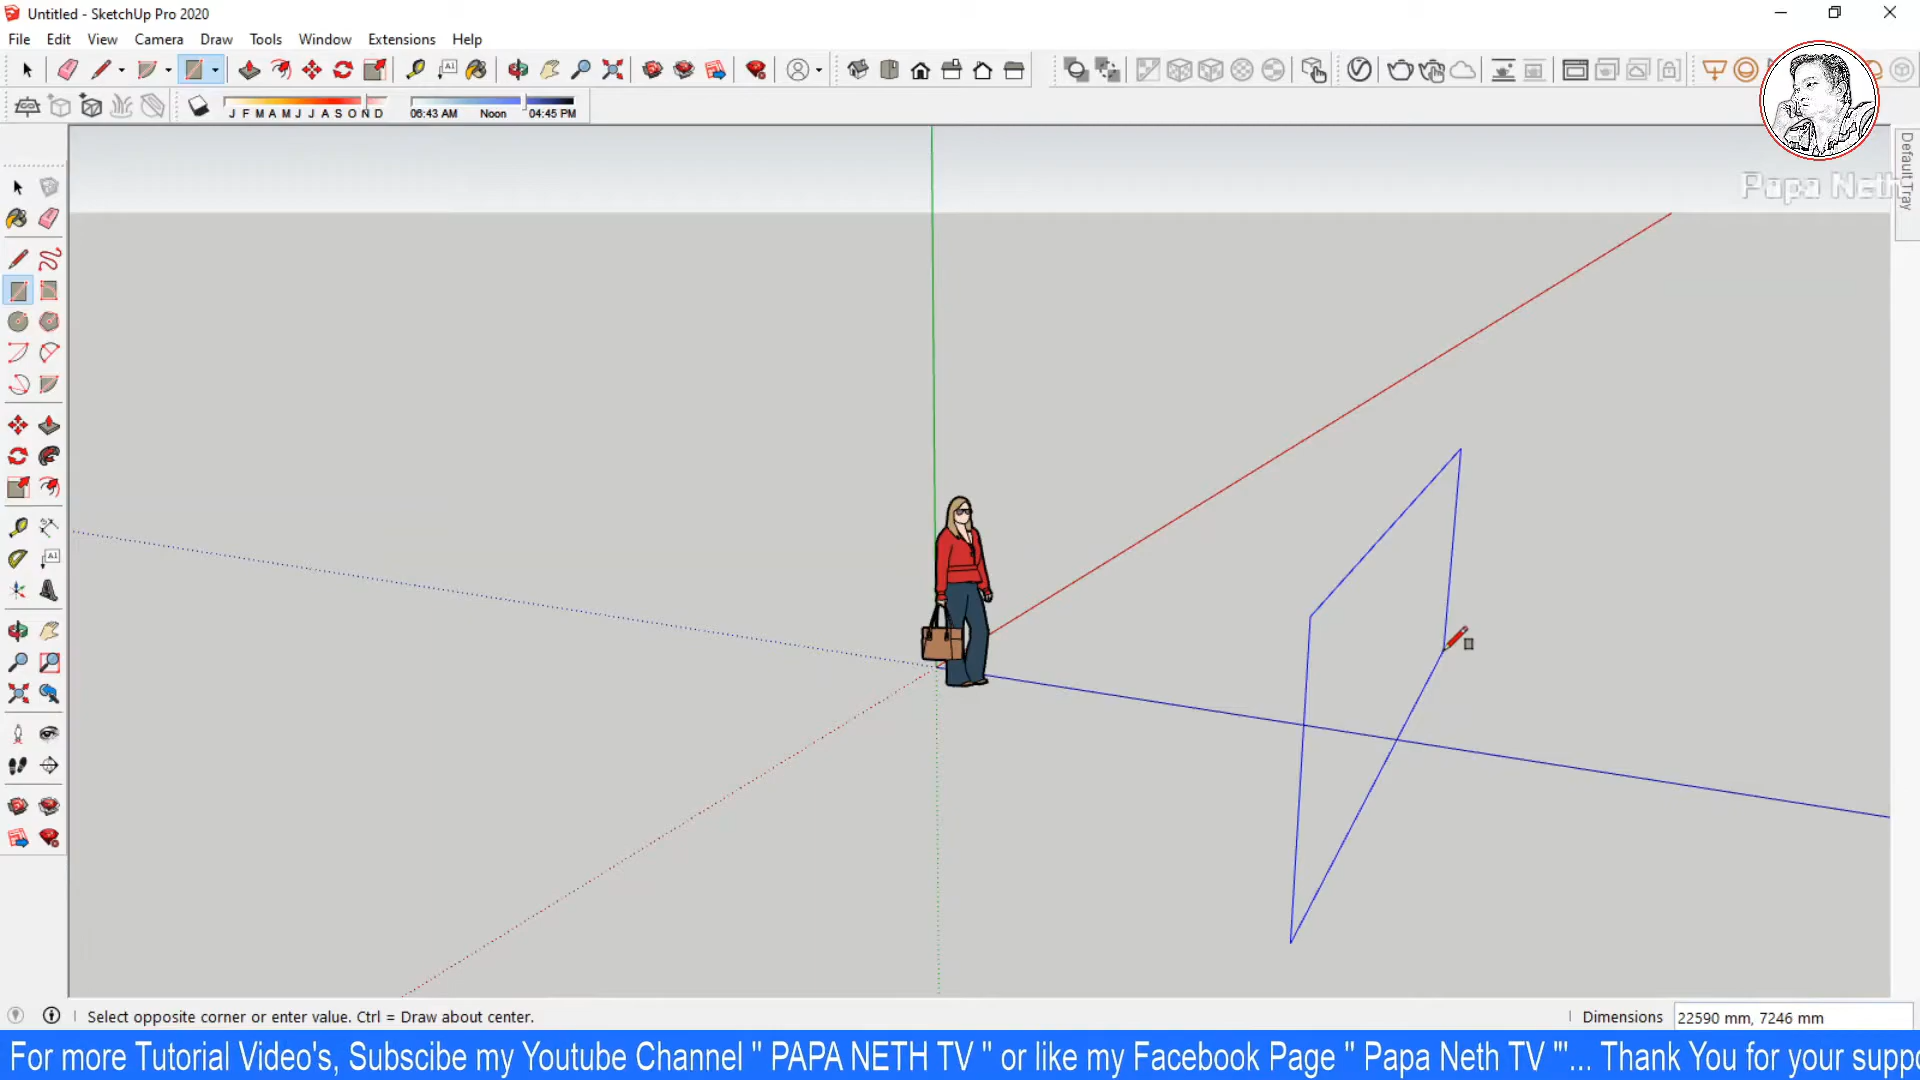 Untitled - SketchUp Pro 2020
File Edit View Camera Draw Tools Window Extensions Help
A1
J F M A M J J A S O N D 06:43 AM Noon 04:45 PM
Papa Neth
Default Tray
A1
Select opposite corner or enter value. Ctrl = Draw about center.
Dimensions 22590 mm, 7246 mm
For more Tutorial Video's, Subscibe my Youtube Channel " PAPA NETH TV " or like my Facebook Page " Papa Neth TV "'... Thank You for your suppo